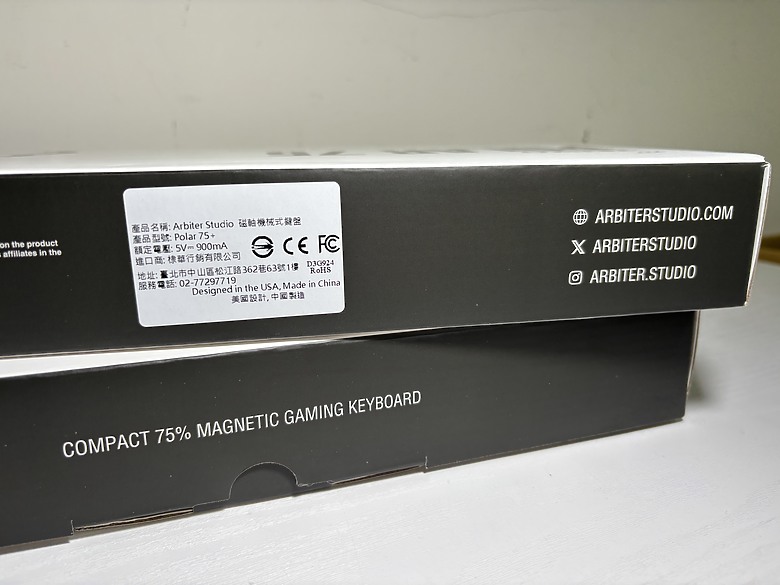 on the product
affiliates in the
產品名稱: Arbiter Studio 磁軸機械式鍵盤
產品型號: Polar 75+
額定電壓: 5V⎓ 900mA
進口商: 棣華行銷有限公司
地址: 臺北市中山區松江路362巷63號1樓
服務電話: 02-77297719
CE FC
D3G924
RoHS
Designed in the USA, Made in China
美國設計, 中國製造
ARBITERSTUDIO.COM
X ARBITERSTUDIO
ARBITER.STUDIO
COMPACT 75% MAGNETIC GAMING KEYBOARD